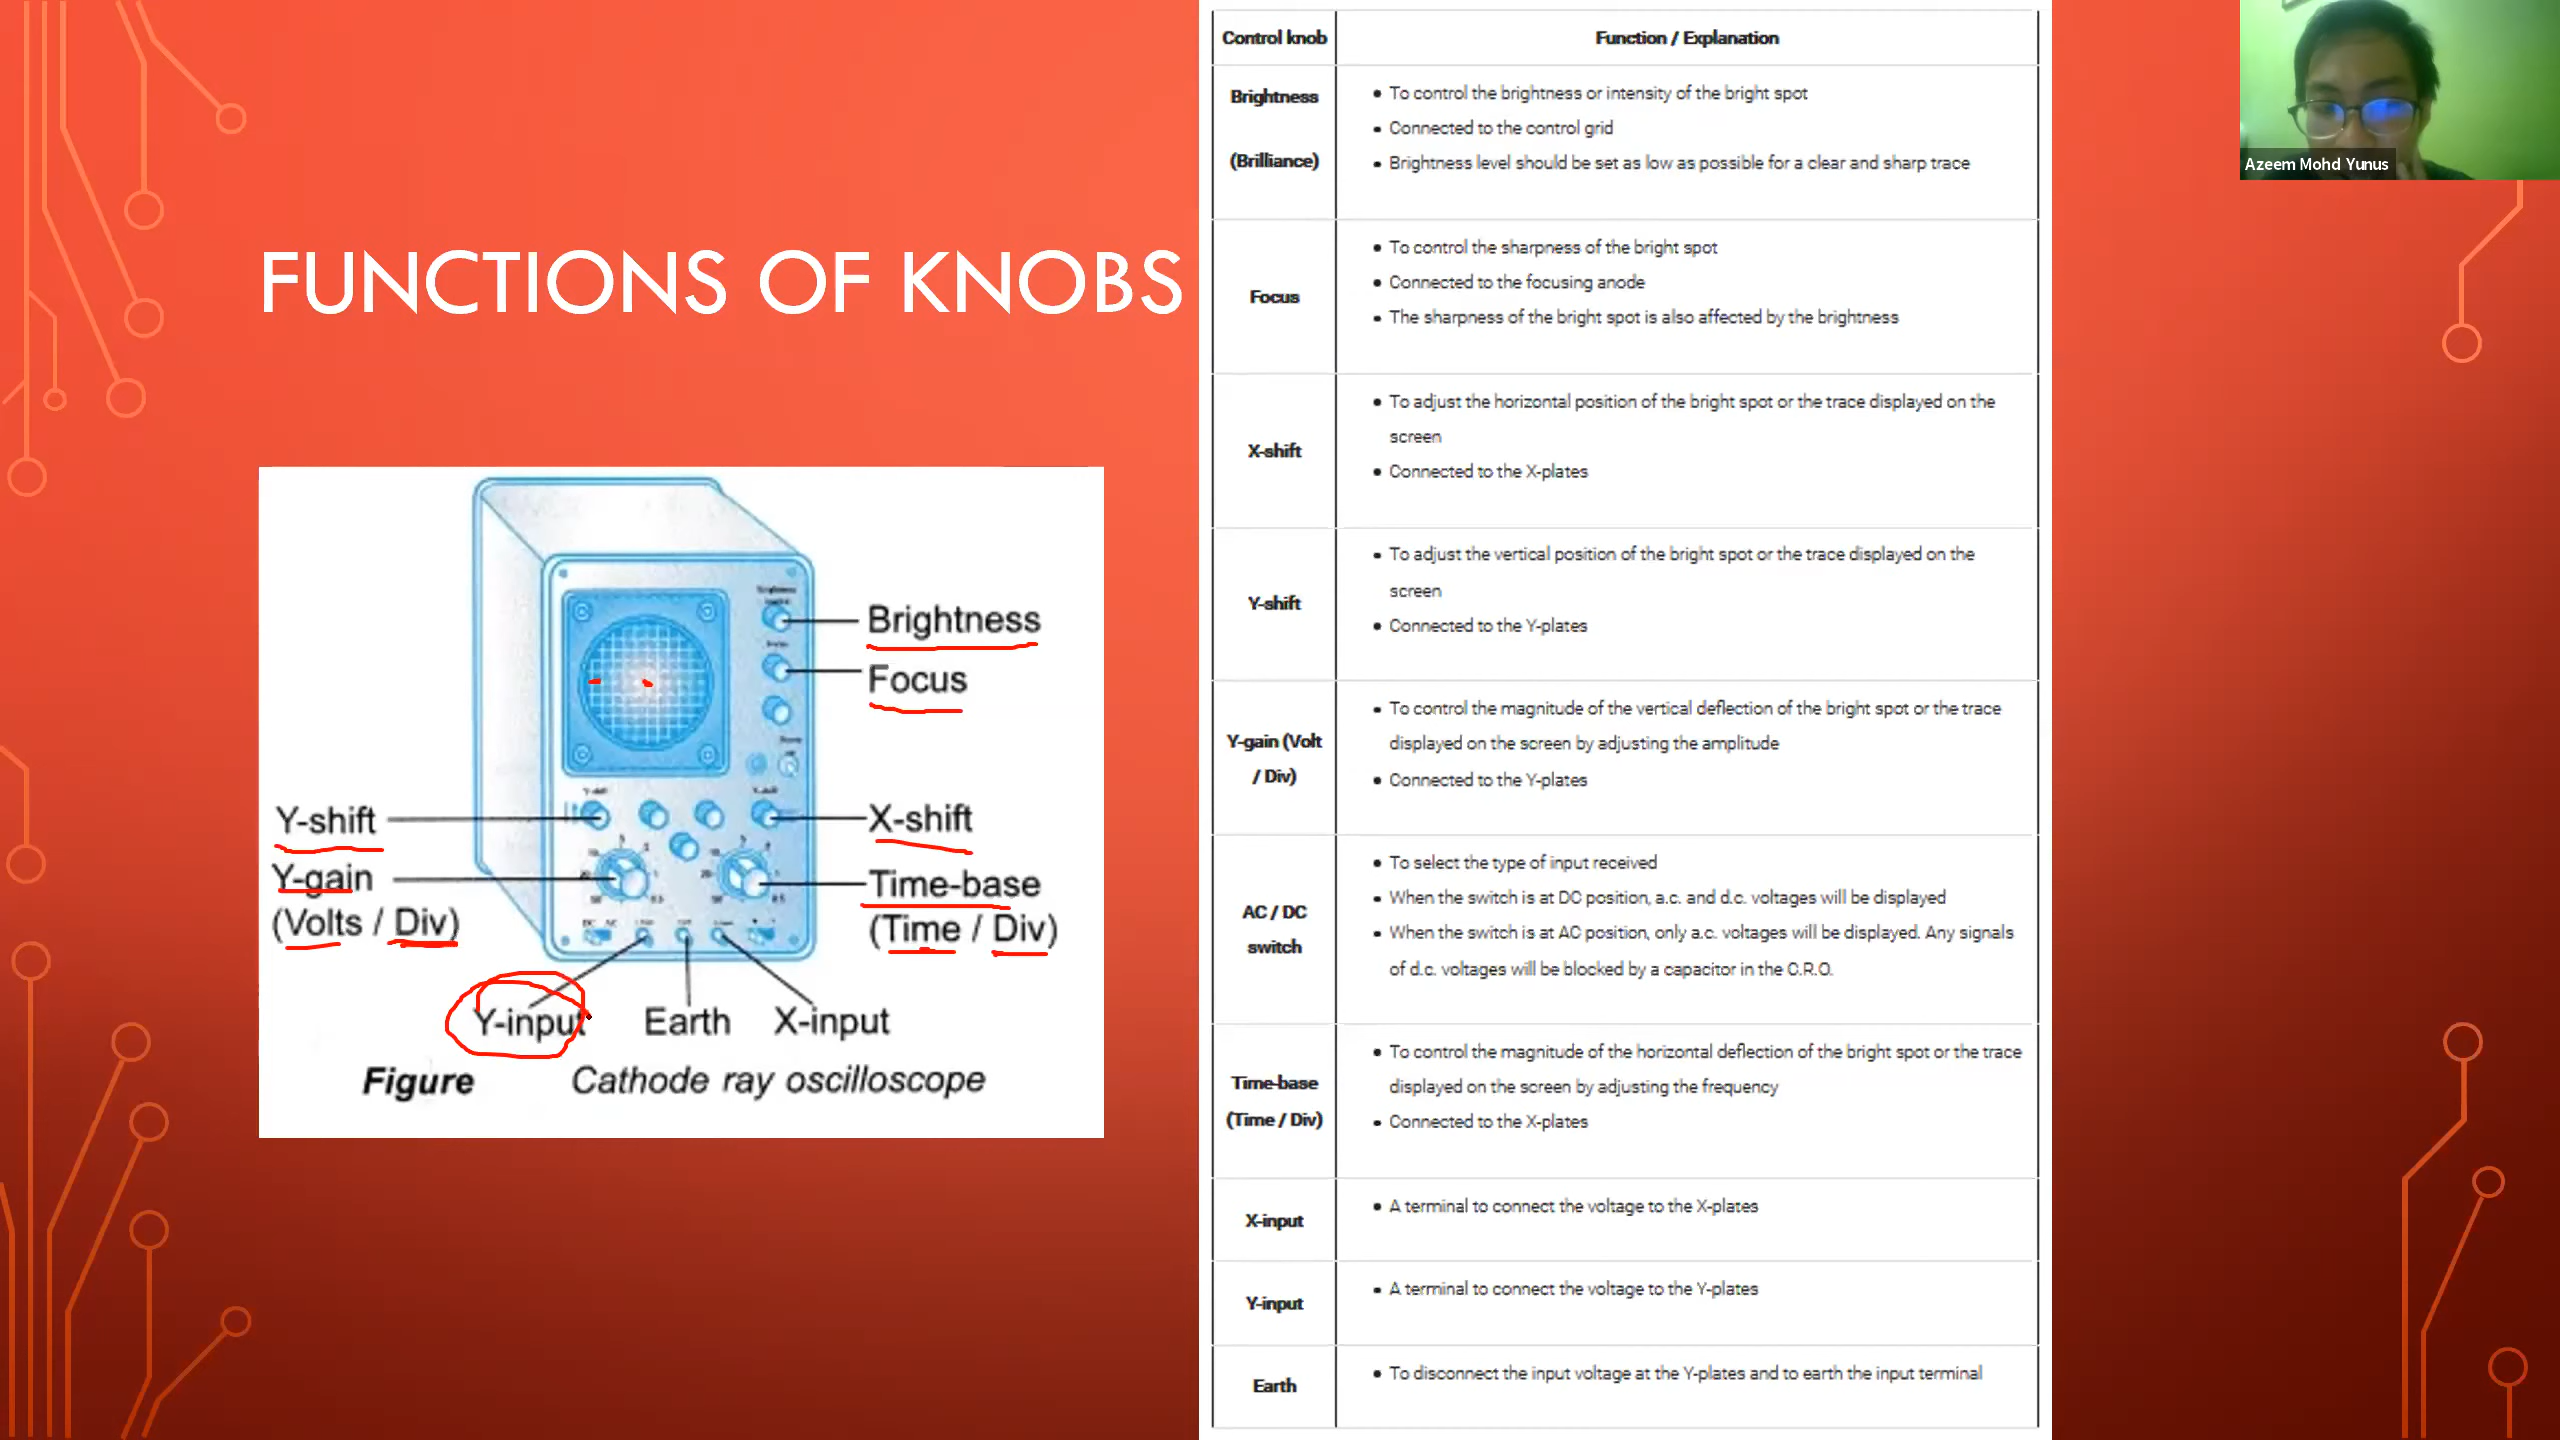 FUNCTIONS OF KNOBS
Brightness
Focus
Y-shift
X-shift
Y-gain
(Volts / Div)
Time-base
(Time / Div)
Y-input
Earth
X-input
Figure
Cathode ray oscilloscope
Control knob
Function / Explanation
Brightness
(Brilliance)
• To control the brightness or intensity of the bright spot
• Connected to the control grid
• Brightness level should be set as low as possible for a clear and sharp trace
Focus
• To control the sharpness of the bright spot
• Connected to the focusing anode
• The sharpness of the bright spot is also affected by the brightness
X-shift
• To adjust the horizontal position of the bright spot or the trace displayed on the
screen
• Connected to the X-plates
Y-shift
• To adjust the vertical position of the bright spot or the trace displayed on the
screen
• Connected to the Y-plates
Y-gain (Volt
/ Div)
• To control the magnitude of the vertical deflection of the bright spot or the trace
displayed on the screen by adjusting the amplitude
• Connected to the Y-plates
AC / DC
switch
• To select the type of input received
• When the switch is at DC position, a.c. and d.c. voltages will be displayed
• When the switch is at AC position, only a.c. voltages will be displayed. Any signals
of d.c. voltages will be blocked by a capacitor in the C.R.O.
Time-base
(Time / Div)
• To control the magnitude of the horizontal deflection of the bright spot or the trace
displayed on the screen by adjusting the frequency
• Connected to the X-plates
X-input
• A terminal to connect the voltage to the X-plates
Y-input
• A terminal to connect the voltage to the Y-plates
Earth
• To disconnect the input voltage at the Y-plates and to earth the input terminal
Azeem Mohd Yunus